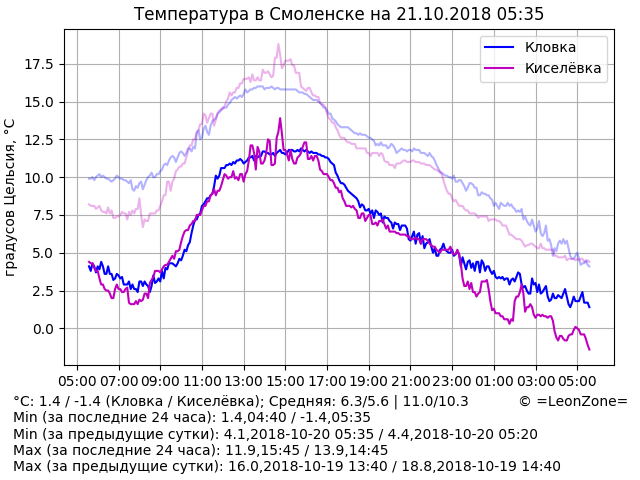 Температура в Смоленске на 21.10.2018 05:35
Кловка
Киселёвка
градусов Цельсия, °C
17.5
15.0
12.5
10.0
7.5
5.0
2.5
0.0
05:00 07:00 09:00 11:00 13:00 15:00 17:00 19:00 21:00 23:00 01:00 03:00 05:00
°C: 1.4 / -1.4 (Кловка / Киселёвка); Средняя: 6.3/5.6 | 11.0/10.3 © =LeonZone=
Min (за последние 24 часа): 1.4,04:40 / -1.4,05:35
Min (за предыдущие сутки): 4.1,2018-10-20 05:35 / 4.4,2018-10-20 05:20
Max (за последние 24 часа): 11.9,15:45 / 13.9,14:45
Max (за предыдущие сутки): 16.0,2018-10-19 13:40 / 18.8,2018-10-19 14:40